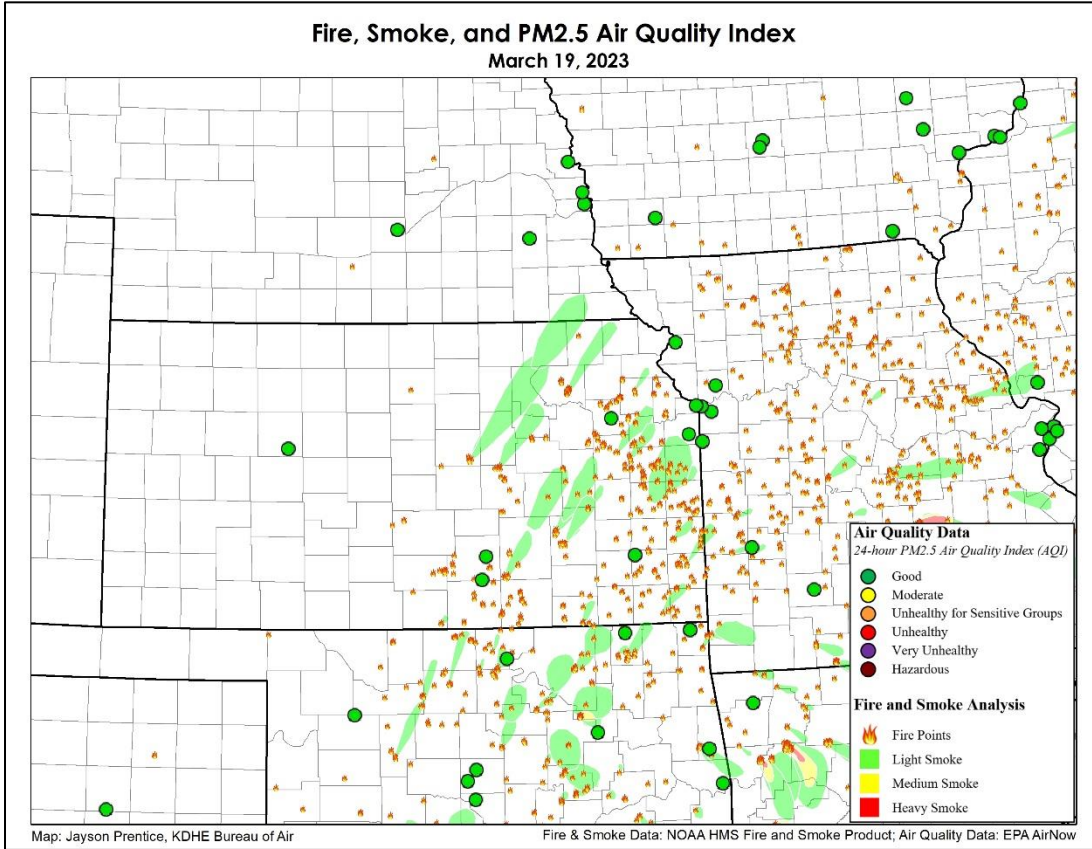 Fire, Smoke, and PM2.5 Air Quality Index
March 19, 2023
Air Quality Data
24-hour PM2.5 Air Quality Index (AQI)
Good
Moderate
Unhealthy for Sensitive Groups
Unhealthy
Very Unhealthy
Hazardous
Fire and Smoke Analysis
Fire Points
Light Smoke
Medium Smoke
Heavy Smoke
Map: Jayson Prentice, KDHE Bureau of Air
Fire & Smoke Data: NOAA HMS Fire and Smoke Product; Air Quality Data: EPA AirNow